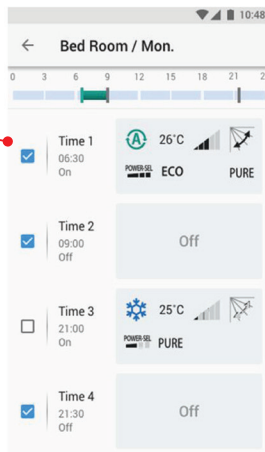 10:48
Bed Room / Mon.
0 3 6 9 12 15 18 21 2
Time 1
06:30
On
A 26°C
POWER-SEL ECO PURE
Time 2
09:00
Off
Off
Time 3
21:00
On
25°C
POWER-SEL PURE
Time 4
21:30
Off
Off